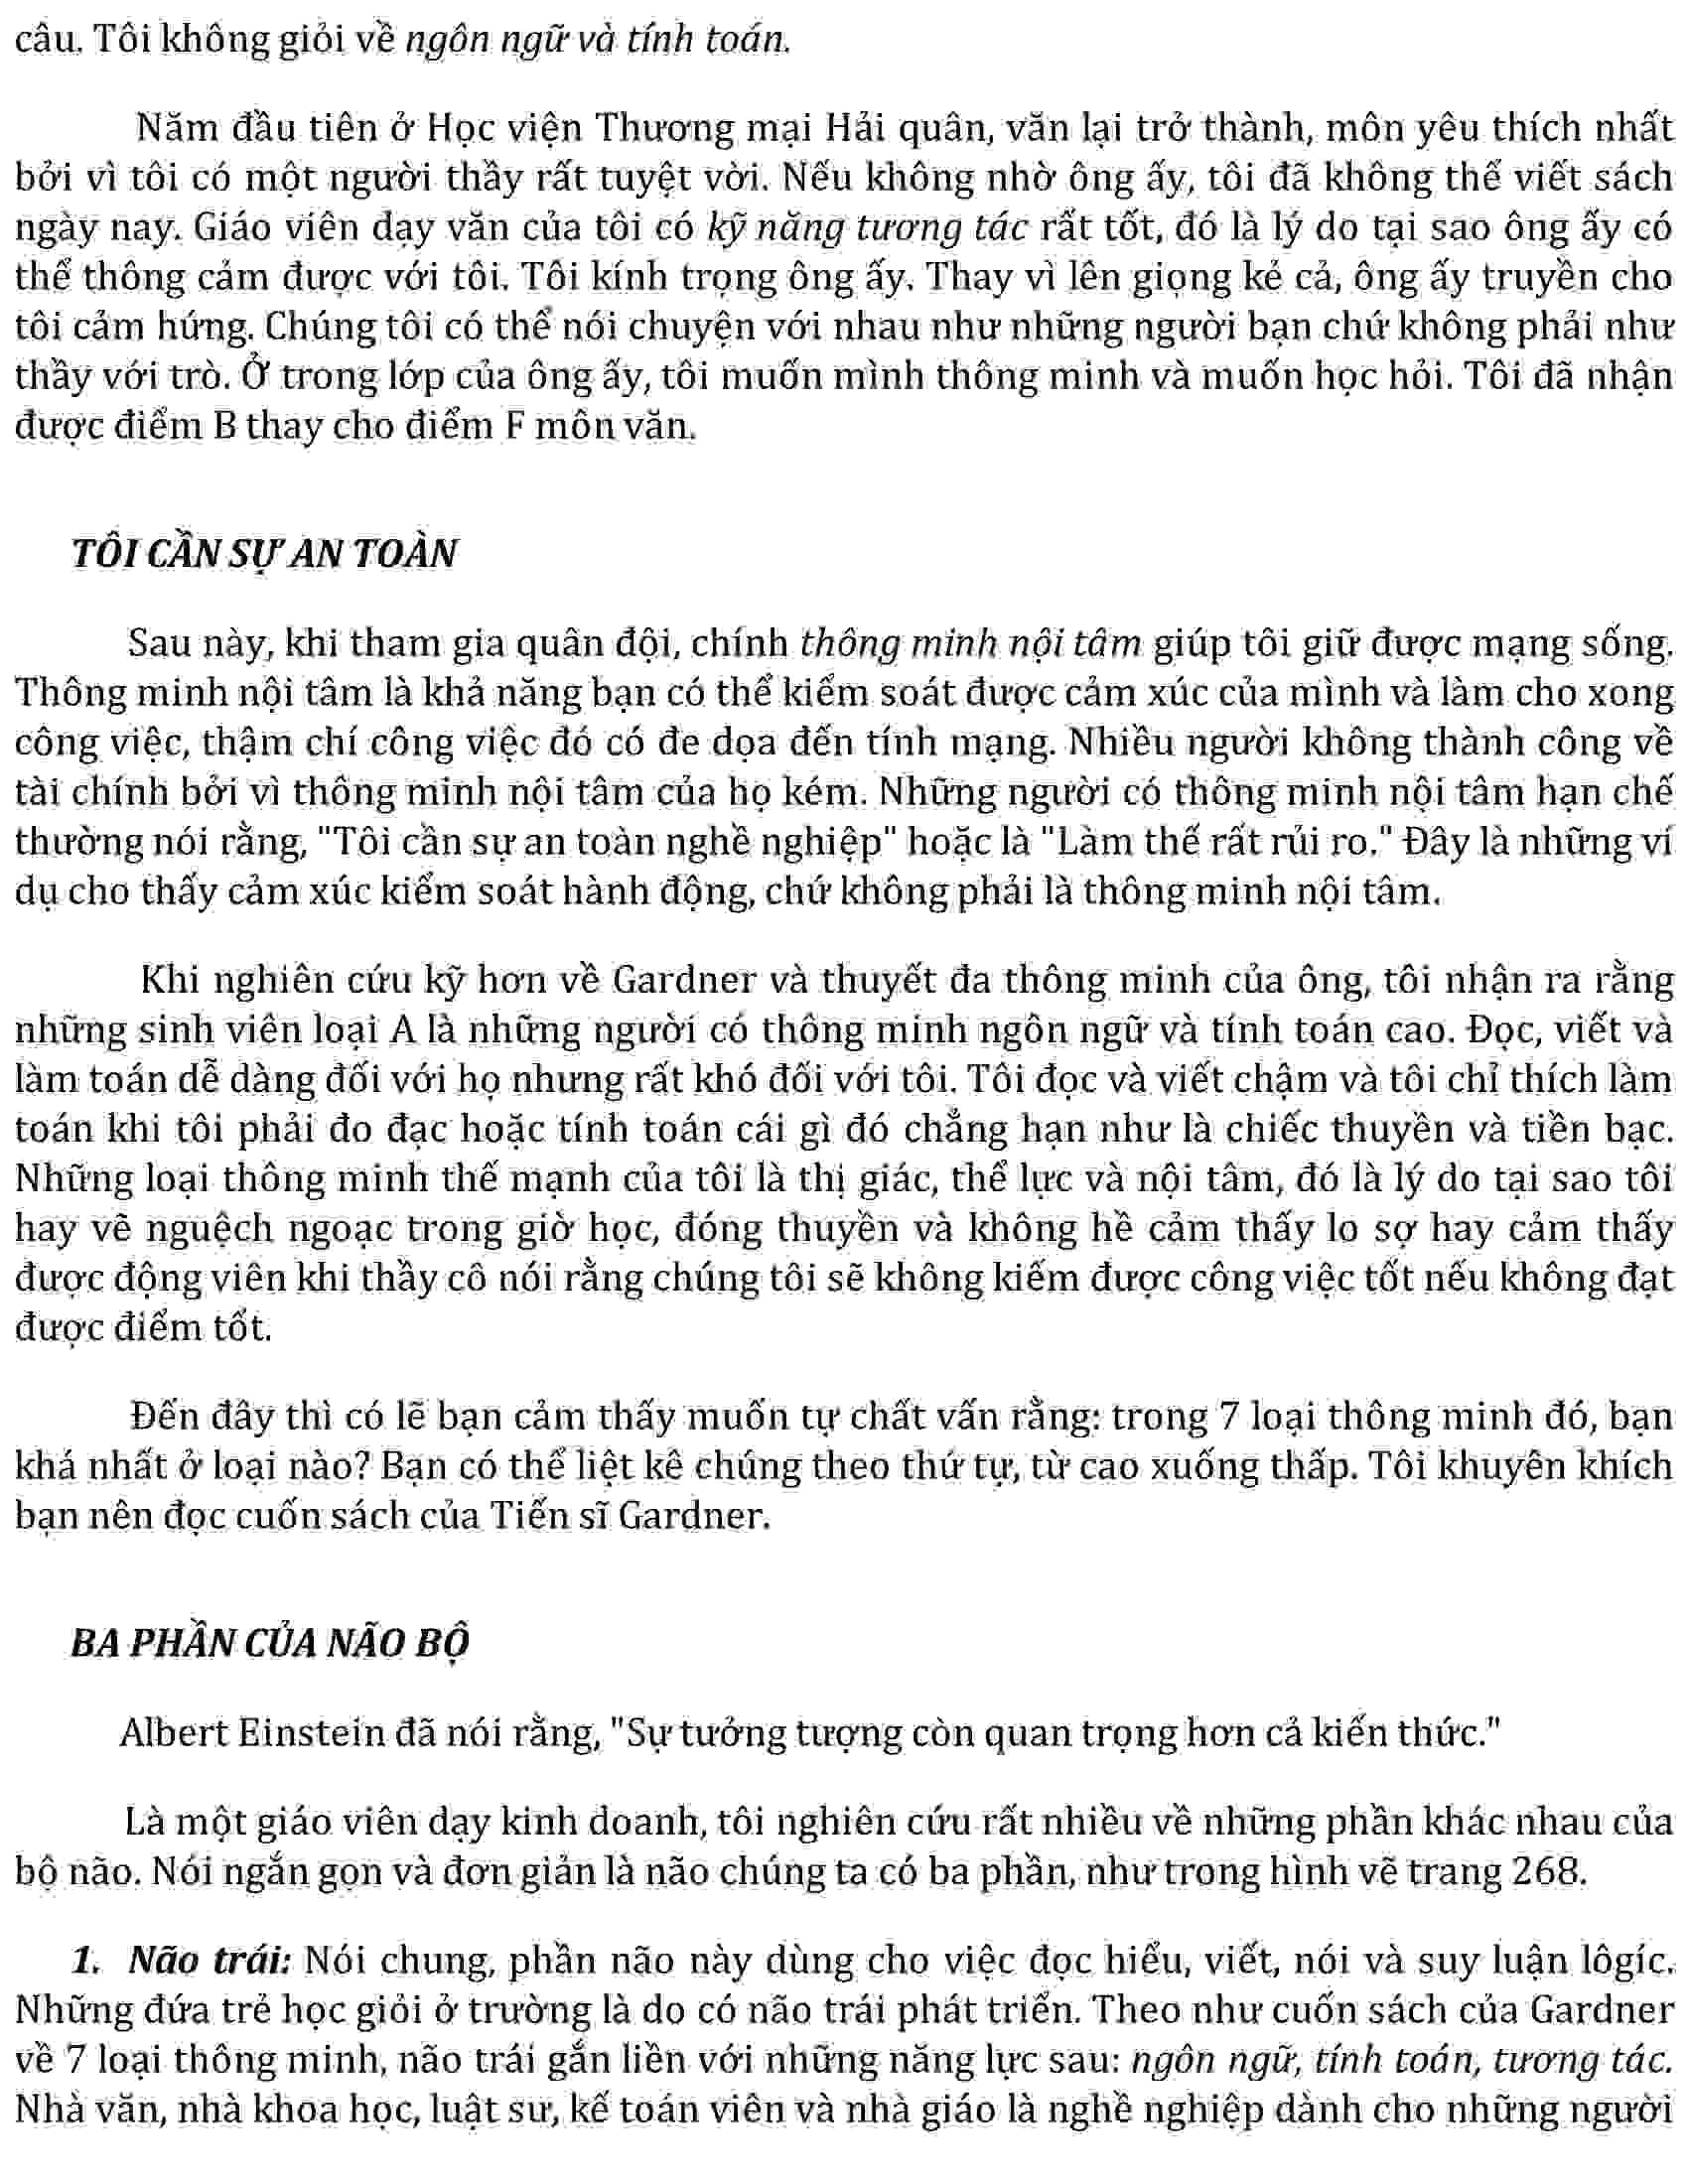 câu. Tôi không giỏi về ngôn ngữ và tính toán.
Năm đầu tiên ở Học viện Thương mại Hải quân, văn lại trở thành, môn yêu thích nhất
bởi vì tôi có một người thầy rất tuyệt vời. Nếu không nhờ ông ấy, tôi đã không thể viết sách
ngày nay. Giáo viên dạy văn của tôi có kỹ năng tương tác rất tốt, đó là lý do tại sao ông ấy có
thể thông cảm được với tôi. Tôi kính trọng ông ấy. Thay vì lên giọng kẻ cả, ông ấy truyền cho
tôi cảm hứng. Chúng tôi có thể nói chuyện với nhau như những người bạn chứ không phải như
thầy với trò. Ở trong lớp của ông ấy, tôi muốn mình thông minh và muốn học hỏi. Tôi đã nhận
được điểm B thay cho điểm F môn văn.
TÔI CẦN SỰ AN TOÀN
Sau này, khi tham gia quân đội, chính thông minh nội tâm giúp tôi giữ được mạng sống.
Thông minh nội tâm là khả năng bạn có thể kiểm soát được cảm xúc của mình và làm cho xong
công việc, thậm chí công việc đó có đe dọa đến tính mạng. Nhiều người không thành công về
tài chính bởi vì thông minh nội tâm của họ kém. Những người có thông minh nội tâm hạn chế
thường nói rằng, "Tôi cần sự an toàn nghề nghiệp" hoặc là "Làm thế rất rủi ro." Đây là những ví
dụ cho thấy cảm xúc kiểm soát hành động, chứ không phải là thông minh nội tâm.
Khi nghiên cứu kỹ hơn về Gardner và thuyết đa thông minh của ông, tôi nhận ra rằng
những sinh viên loại A là những người có thông minh ngôn ngữ và tính toán cao. Đọc, viết và
làm toán dễ dàng đối với họ nhưng rất khó đối với tôi. Tôi đọc và viết chậm và tôi chỉ thích làm
toán khi tôi phải đo đạc hoặc tính toán cái gì đó chẳng hạn như là chiếc thuyền và tiền bạc.
Những loại thông minh thế mạnh của tôi là thị giác, thể lực và nội tâm, đó là lý do tại sao tôi
hay vẽ nguệch ngoạc trong giờ học, đóng thuyền và không hề cảm thấy lo sợ hay cảm thấy
được động viên khi thầy cô nói rằng chúng tôi sẽ không kiếm được công việc tốt nếu không đạt
được điểm tốt.
Đến đây thì có lẽ bạn cảm thấy muốn tự chất vấn rằng: trong 7 loại thông minh đó, bạn
khá nhất ở loại nào? Bạn có thể liệt kê chúng theo thứ tự, từ cao xuống thấp. Tôi khuyên khích
bạn nên đọc cuốn sách của Tiến sĩ Gardner.
BA PHẦN CỦA NÃO BỘ
Albert Einstein đã nói rằng, "Sự tưởng tượng còn quan trọng hơn cả kiến thức."
Là một giáo viên dạy kinh doanh, tôi nghiên cứu rất nhiều về những phần khác nhau của
bộ não. Nói ngắn gọn và đơn giản là não chúng ta có ba phần, như trong hình vẽ trang 268.
1. Não trái: Nói chung, phần não này dùng cho việc đọc hiểu, viết, nói và suy luận lôgíc.
Những đứa trẻ học giỏi ở trường là do có não trái phát triển. Theo như cuốn sách của Gardner
về 7 loại thông minh, não trái gắn liền với những năng lực sau: ngôn ngữ, tính toán, tương tác.
Nhà văn, nhà khoa học, luật sư, kế toán viên và nhà giáo là nghề nghiệp dành cho những người